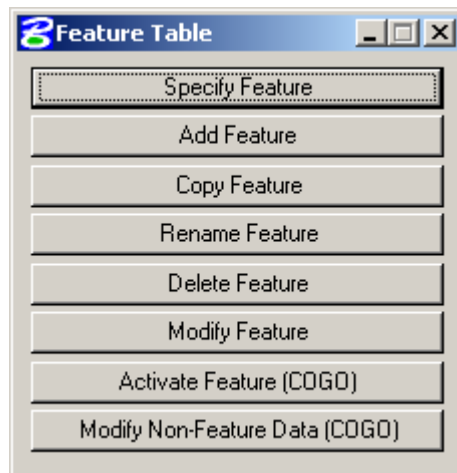 Feature Table
Specify Feature
Add Feature
Copy Feature
Rename Feature
Delete Feature
Modify Feature
Activate Feature (COGO)
Modify Non-Feature Data (COGO)